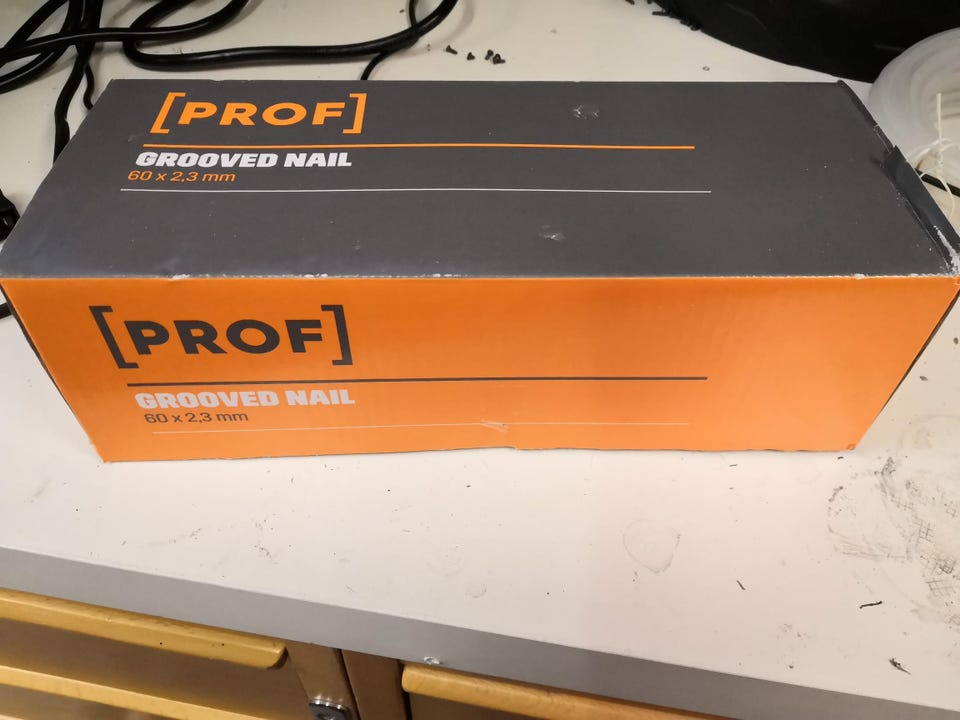 [PROF]
GROOVED NAIL
60 x 2,3 mm
[PROF]
GROOVED NAIL
60 x 2,3 mm